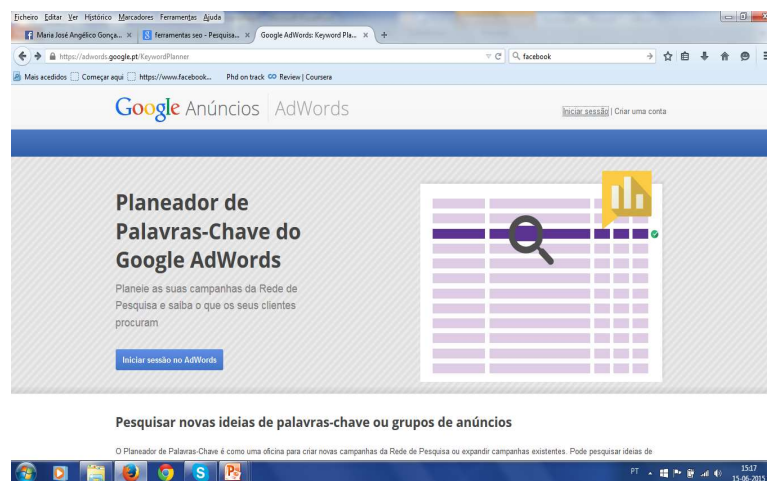 Ficheiro Editar Ver Histórico Marcadores Ferramentas Ajuda
Maria José Angélico Gonça... × ferramentas seo - Pesquisa... × Google AdWords: Keyword Pla... × +
https://adwords.google.pt/KeywordPlanner facebook
Mais acedidos Começar aqui https://www.facebook... Phd on track Review | Coursera
Google Anúncios AdWords
Iniciar sessão | Criar uma conta
Planeador de
Palavras-Chave do
Google AdWords
Planeie as suas campanhas da Rede de
Pesquisa e saiba o que os seus clientes
procuram
Iniciar sessão no AdWords
Pesquisar novas ideias de palavras-chave ou grupos de anúncios
O Planeador de Palavras-Chave é como uma oficina para criar novas campanhas da Rede de Pesquisa ou expandir campanhas existentes. Pode pesquisar ideias de
PT 15:17
15-06-2015